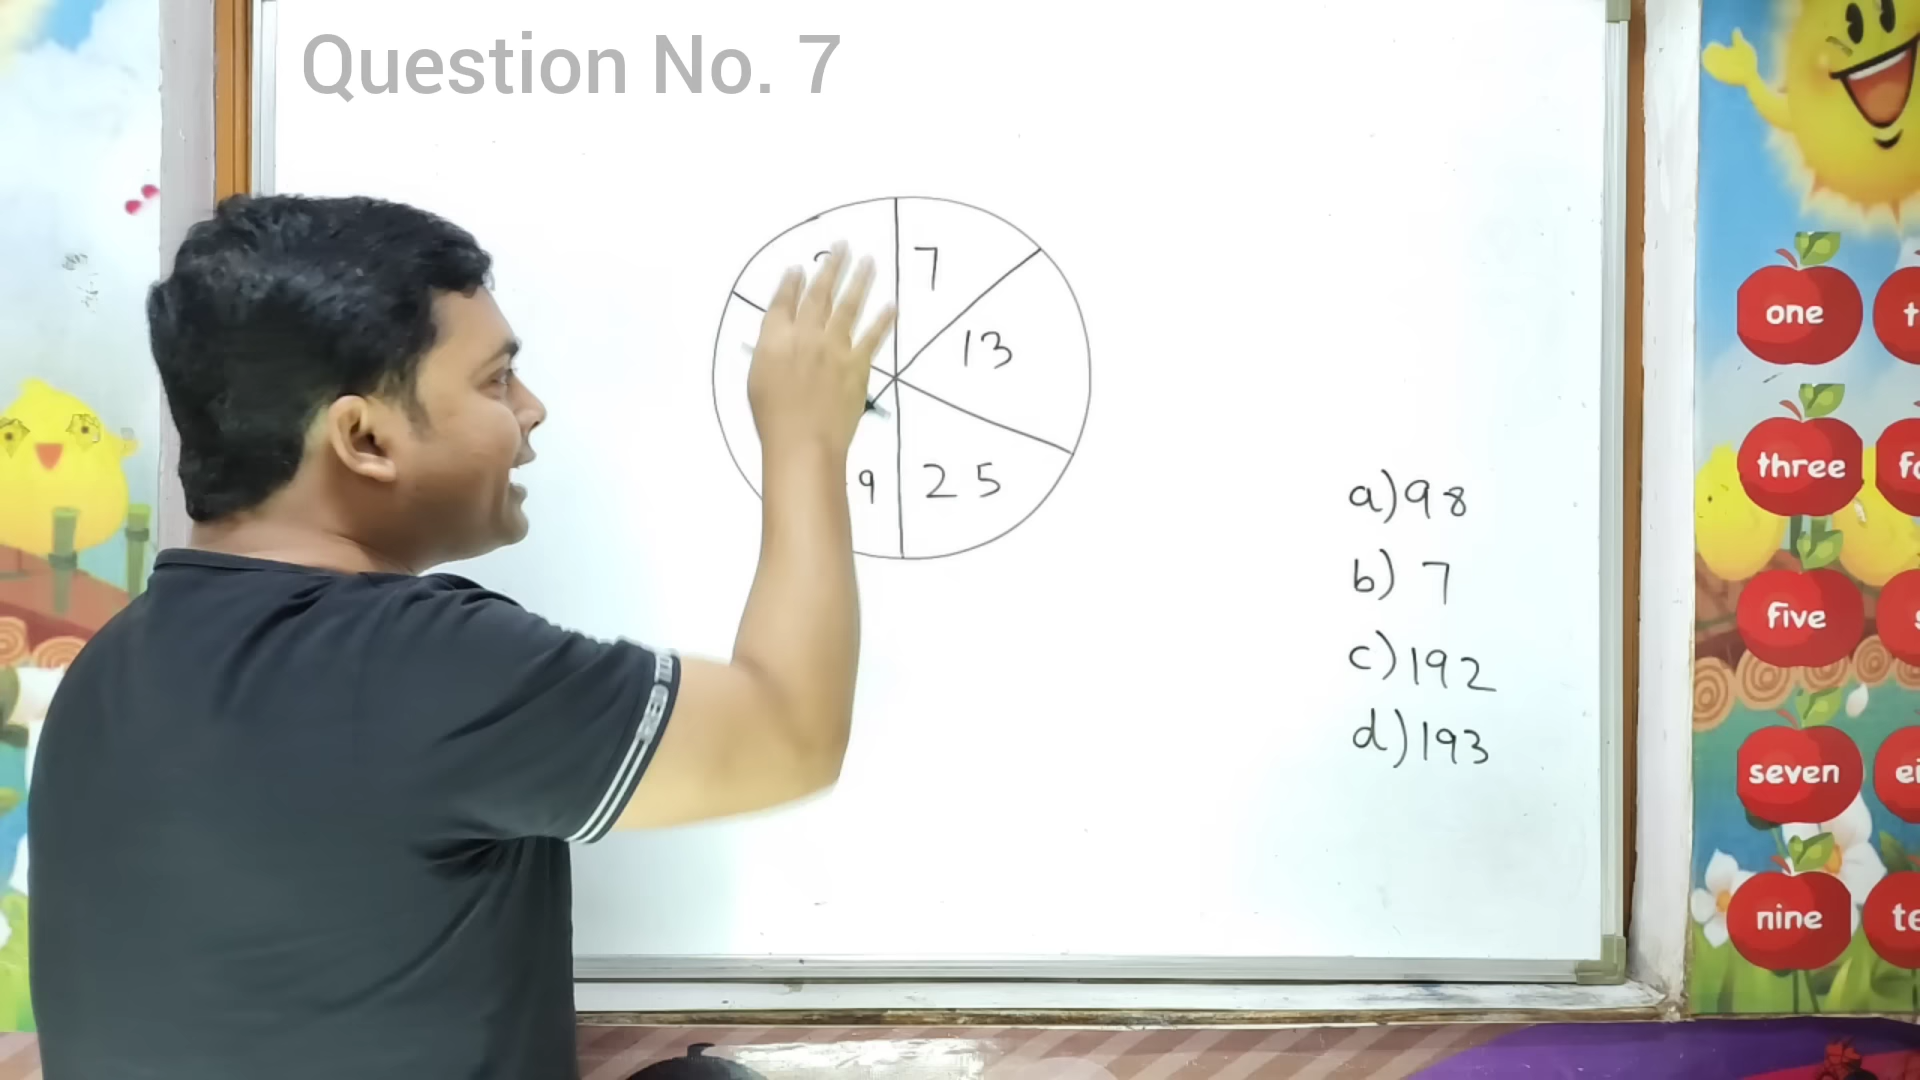 Question No. 7
7
13
9
25
a) 98
b) 7
c) 192
d) 193
one
three
five
seven
nine